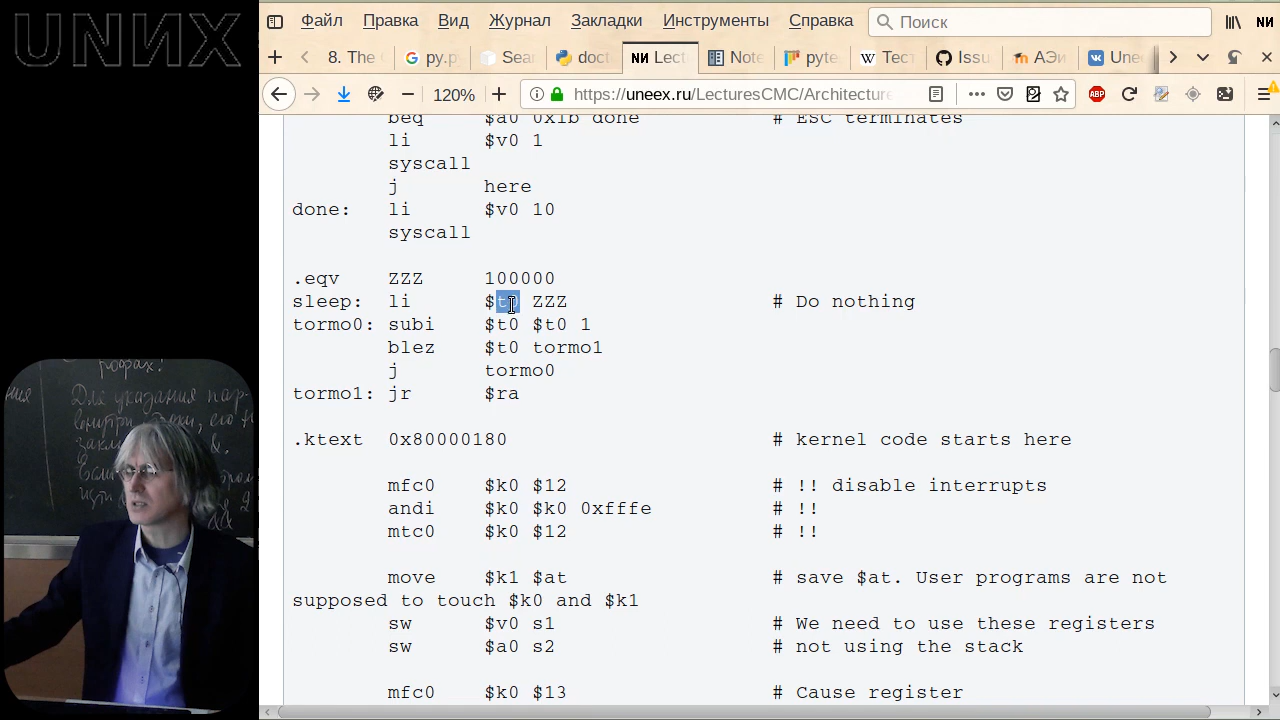 UNИX
Файл Правка Вид Журнал Закладки Инструменты Справка Поиск
8. The py.p Sear doct Lect Note pyte Тест Issu АЭи Unee
120% https://uneex.ru/LecturesCMC/Architecture
beq $a0 0x1b done # ESC terminates
li $v0 1
syscall
j here
done: li $v0 10
syscall
.eqv ZZZ 100000
sleep: li $t0 ZZZ # Do nothing
tormo0: subi $t0 $t0 1
blez $t0 tormo1
j tormo0
tormo1: jr $ra
.ktext 0x80000180 # kernel code starts here
mfc0 $k0 $12 # !! disable interrupts
andi $k0 $k0 0xfffe # !!
mtc0 $k0 $12 # !!
move $k1 $at # save $at. User programs are not
supposed to touch $k0 and $k1
sw $v0 s1 # We need to use these registers
sw $a0 s2 # not using the stack
mfc0 $k0 $13 # Cause register
Для указания пар-